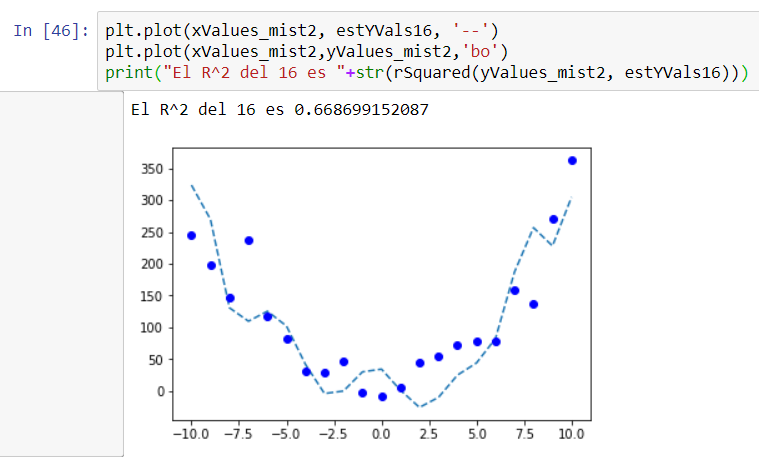 In [46]:
plt.plot(xValues_mist2, estYVals16, '--')
plt.plot(xValues_mist2,yValues_mist2,'bo')
print("El R^2 del 16 es "+str(rSquared(yValues_mist2, estYVals16)))
El R^2 del 16 es 0.668699152087
350
300
250
200
150
100
50
0
−10.0 −7.5 −5.0 −2.5 0.0 2.5 5.0 7.5 10.0